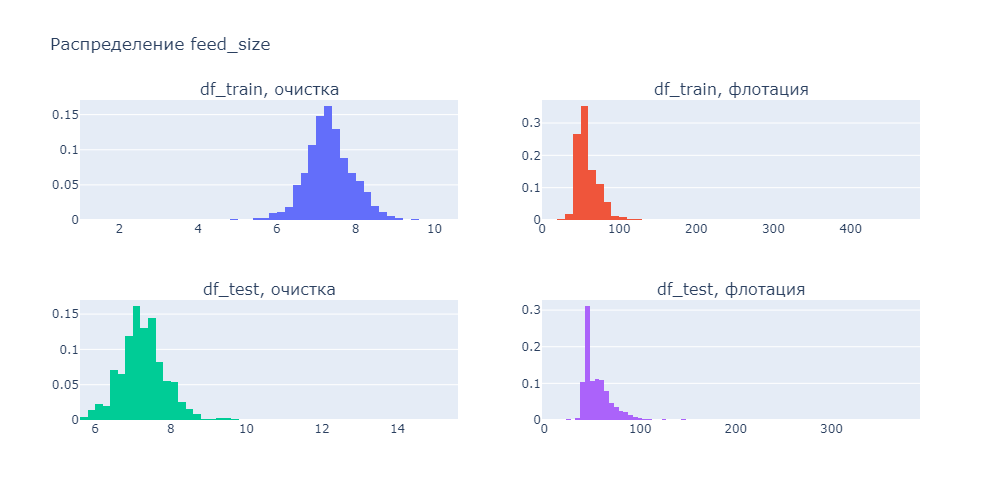 Распределение feed_size
df_train, очистка
0.15
0.1
0.05
0
2 4 6 8 10
df_train, флотация
0.3
0.2
0.1
0
0 100 200 300 400
df_test, очистка
0.15
0.1
0.05
0
6 8 10 12 14
df_test, флотация
0.3
0.2
0.1
0
0 100 200 300